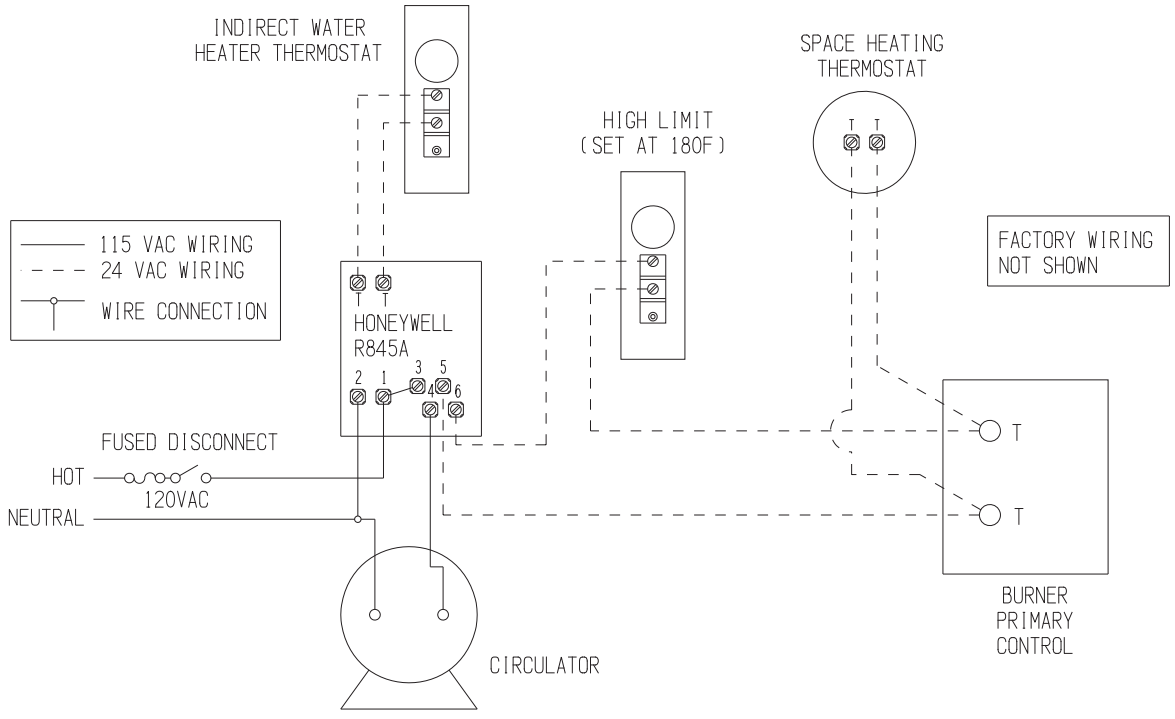 INDIRECT WATER
HEATER THERMOSTAT
SPACE HEATING
THERMOSTAT
HIGH LIMIT
(SET AT 180F)
T T
115 VAC WIRING
24 VAC WIRING
WIRE CONNECTION
FACTORY WIRING
NOT SHOWN
T T
HONEYWELL
R845A
2 1 3 5
4 6
FUSED DISCONNECT
HOT
120VAC
NEUTRAL
T
T
BURNER
PRIMARY
CONTROL
CIRCULATOR